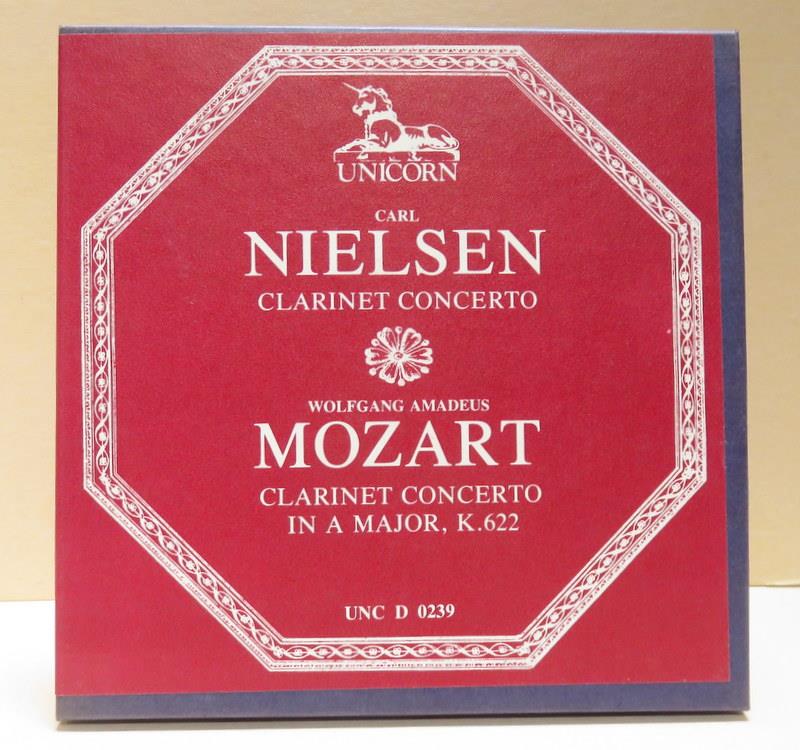 UNICORN
CARL
NIELSEN
CLARINET CONCERTO
WOLFGANG AMADEUS
MOZART
CLARINET CONCERTO
IN A MAJOR, K.622
UNC D 0239